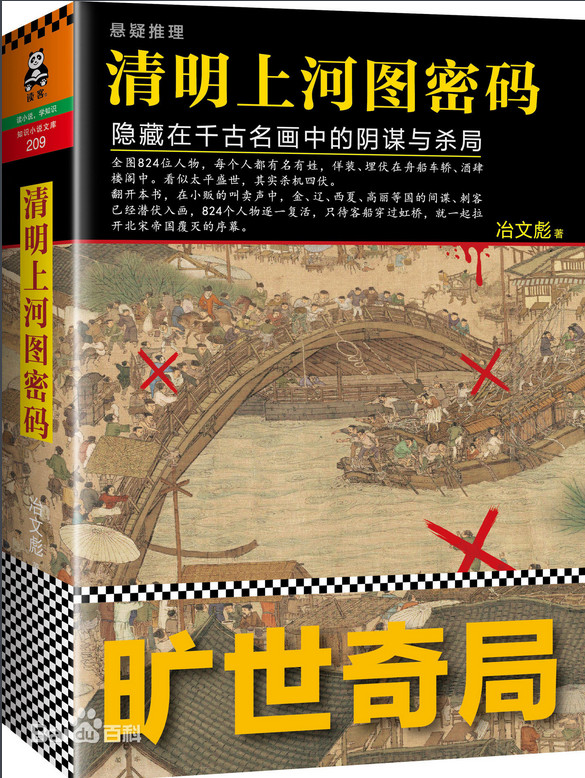 悬疑推理
清明上河图密码
隐藏在千古名画中的阴谋与杀局
全图824位人物，每个人都有名有姓，佯装、埋伏在舟船车轿、酒肆
楼阁中。看似太平盛世，其实杀机四伏。
翻开本书，在小贩的叫卖声中，金、辽、西夏、高丽等国的间谍、刺客
已经潜伏入画，824个人物逐一复活，只待客船穿过虹桥，就一起拉
开北宋帝国覆灭的序幕。
冶文彪 著
旷世奇局
读客®
读小说，学知识
知识小说文库
209
清明上河图密码
冶文彪
Baidu百科